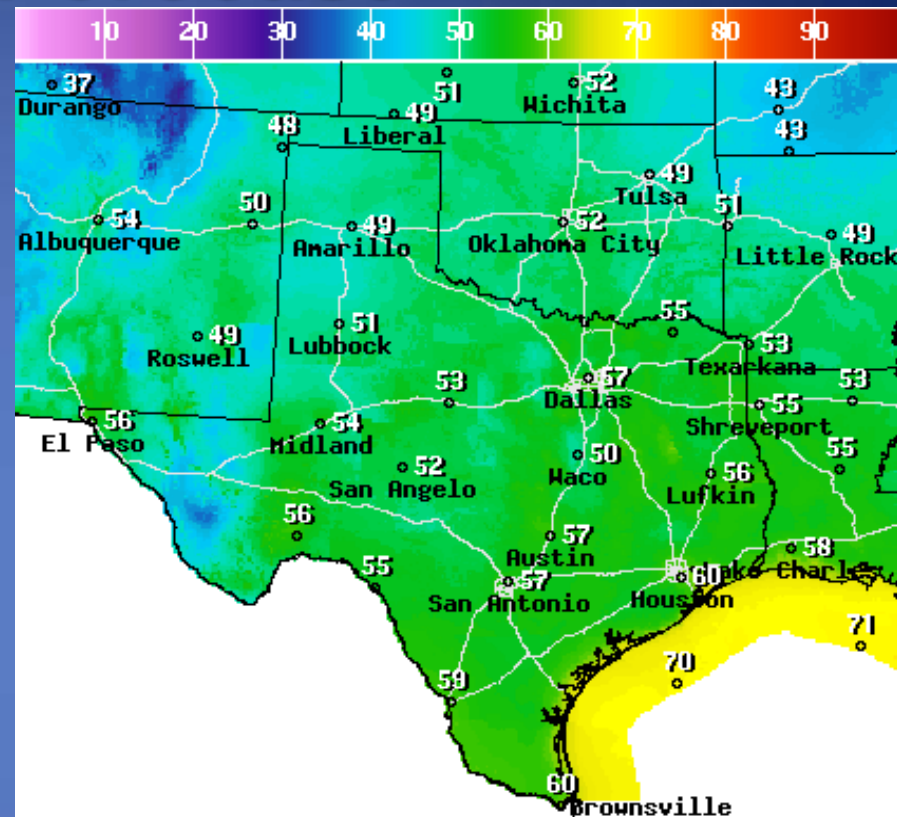 10 20 30 40 50 60 70 80 90
37
Durango
51
52
Wichita
49
Liberal
43
48
43
49
Tulsa
54
Albuquerque
50
49
Amarillo
52
Oklahoma City
51
49
Little Rock
49
Roswell
51
Lubbock
55
53
Texarkana
57
Dallas
56
El Paso
54
Midland
53
55
Shreveport
53
52
San Angelo
50
Waco
56
Lufkin
55
56
57
Austin
58
Lake Charl
55
57
San Antonio
60
Houston
59
70
71
60
Brownsville